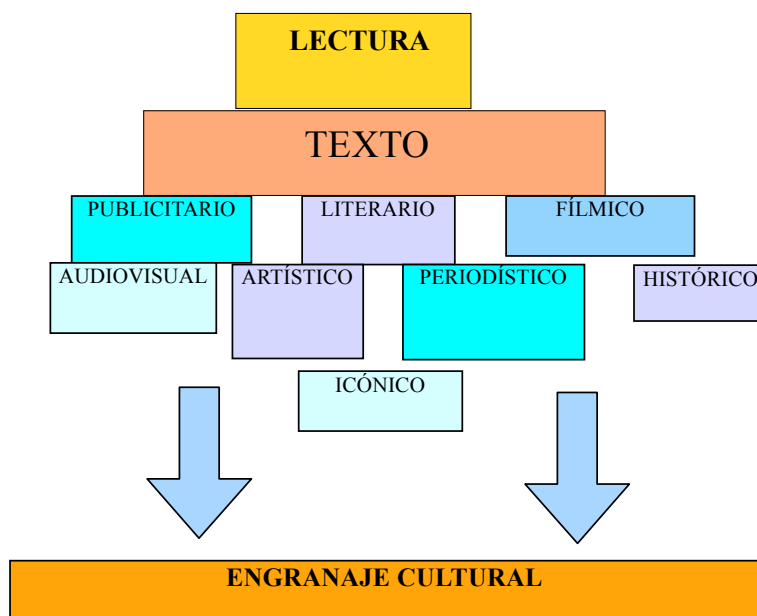 LECTURA
TEXTO
PUBLICITARIO
LITERARIO
FÍLMICO
AUDIOVISUAL
ARTÍSTICO
PERIODÍSTICO
HISTÓRICO
ICÓNICO
ENGRANAJE CULTURAL